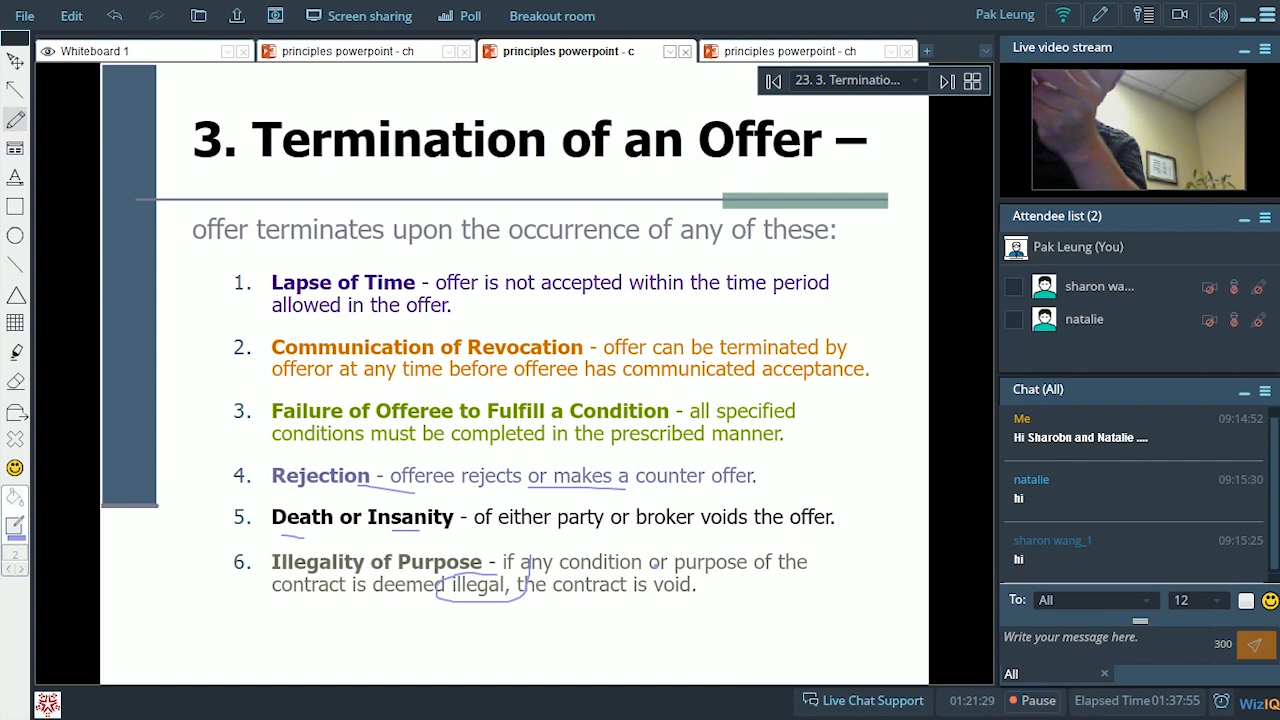 File Edit Screen sharing Poll Breakout room Pak Leung
Whiteboard 1 principles powerpoint - ch principles powerpoint - c principles powerpoint - ch
23. 3. Terminatio...
3. Termination of an Offer –
offer terminates upon the occurrence of any of these:
1. Lapse of Time - offer is not accepted within the time period
allowed in the offer.
2. Communication of Revocation - offer can be terminated by
offeror at any time before offeree has communicated acceptance.
3. Failure of Offeree to Fulfill a Condition - all specified
conditions must be completed in the prescribed manner.
4. Rejection - offeree rejects or makes a counter offer.
5. Death or Insanity - of either party or broker voids the offer.
6. Illegality of Purpose - if any condition or purpose of the
contract is deemed illegal, the contract is void.
2
Live video stream
Attendee list (2)
Pak Leung (You)
sharon wa...
natalie
Chat (All)
Me 09:14:52
Hi Sharobn and Natalie ....
natalie 09:15:30
hi
sharon wang_1 09:15:25
hi
To: All 12
Write your message here. 300
All
Live Chat Support 01:21:29 Pause Elapsed Time 01:37:55 WizIQ